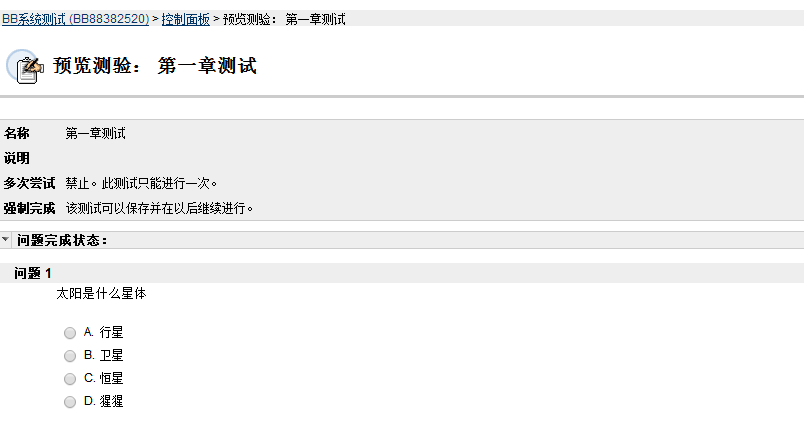 BB系统测试 (BB88382520) > 控制面板 > 预览测验： 第一章测试
预览测验： 第一章测试
名称 第一章测试
说明
多次尝试 禁止。此测试只能进行一次。
强制完成 该测试可以保存并在以后继续进行。
问题完成状态：
问题 1
太阳是什么星体
A. 行星
B. 卫星
C. 恒星
D. 猩猩